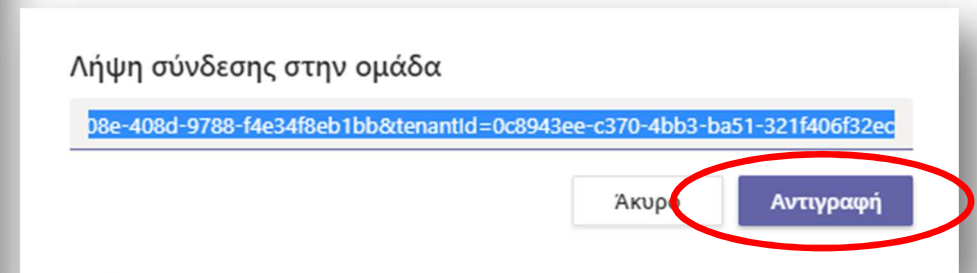 Λήψη σύνδεσης στην ομάδα
08e-408d-9788-f4e34f8eb1bb&tenantId=0c8943ee-c370-4bb3-ba51-321f406f32ec
Άκυρο Αντιγραφή